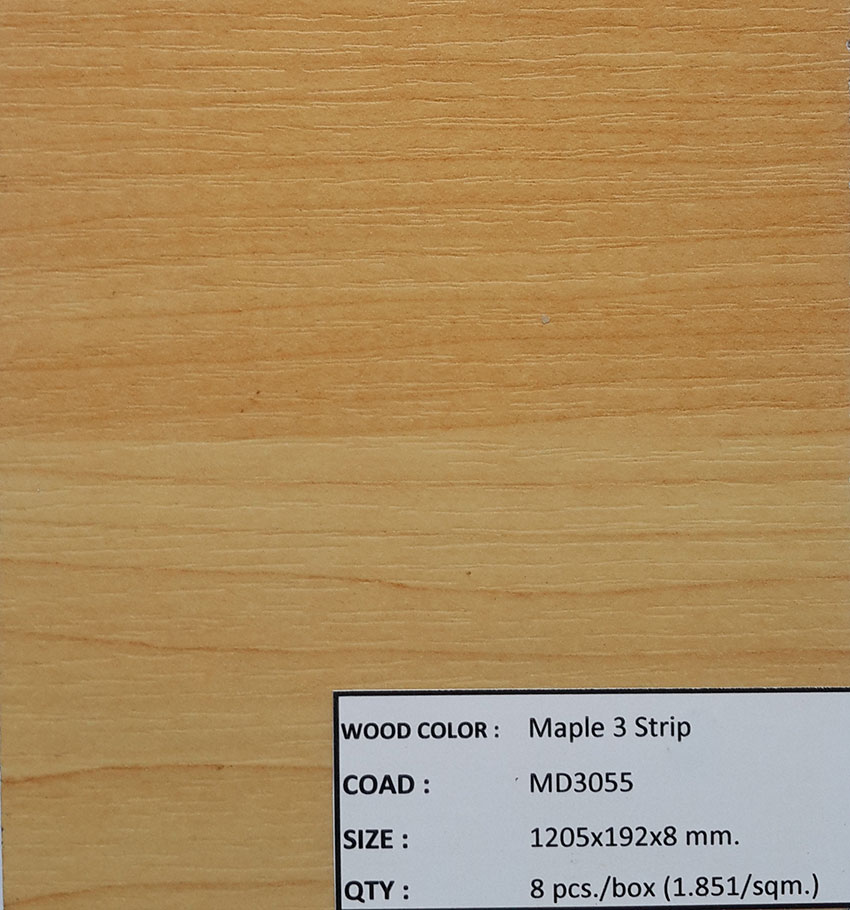 WOOD COLOR : Maple 3 Strip
COAD : MD3055
SIZE : 1205x192x8 mm.
QTY : 8 pcs./box (1.851/sqm.)